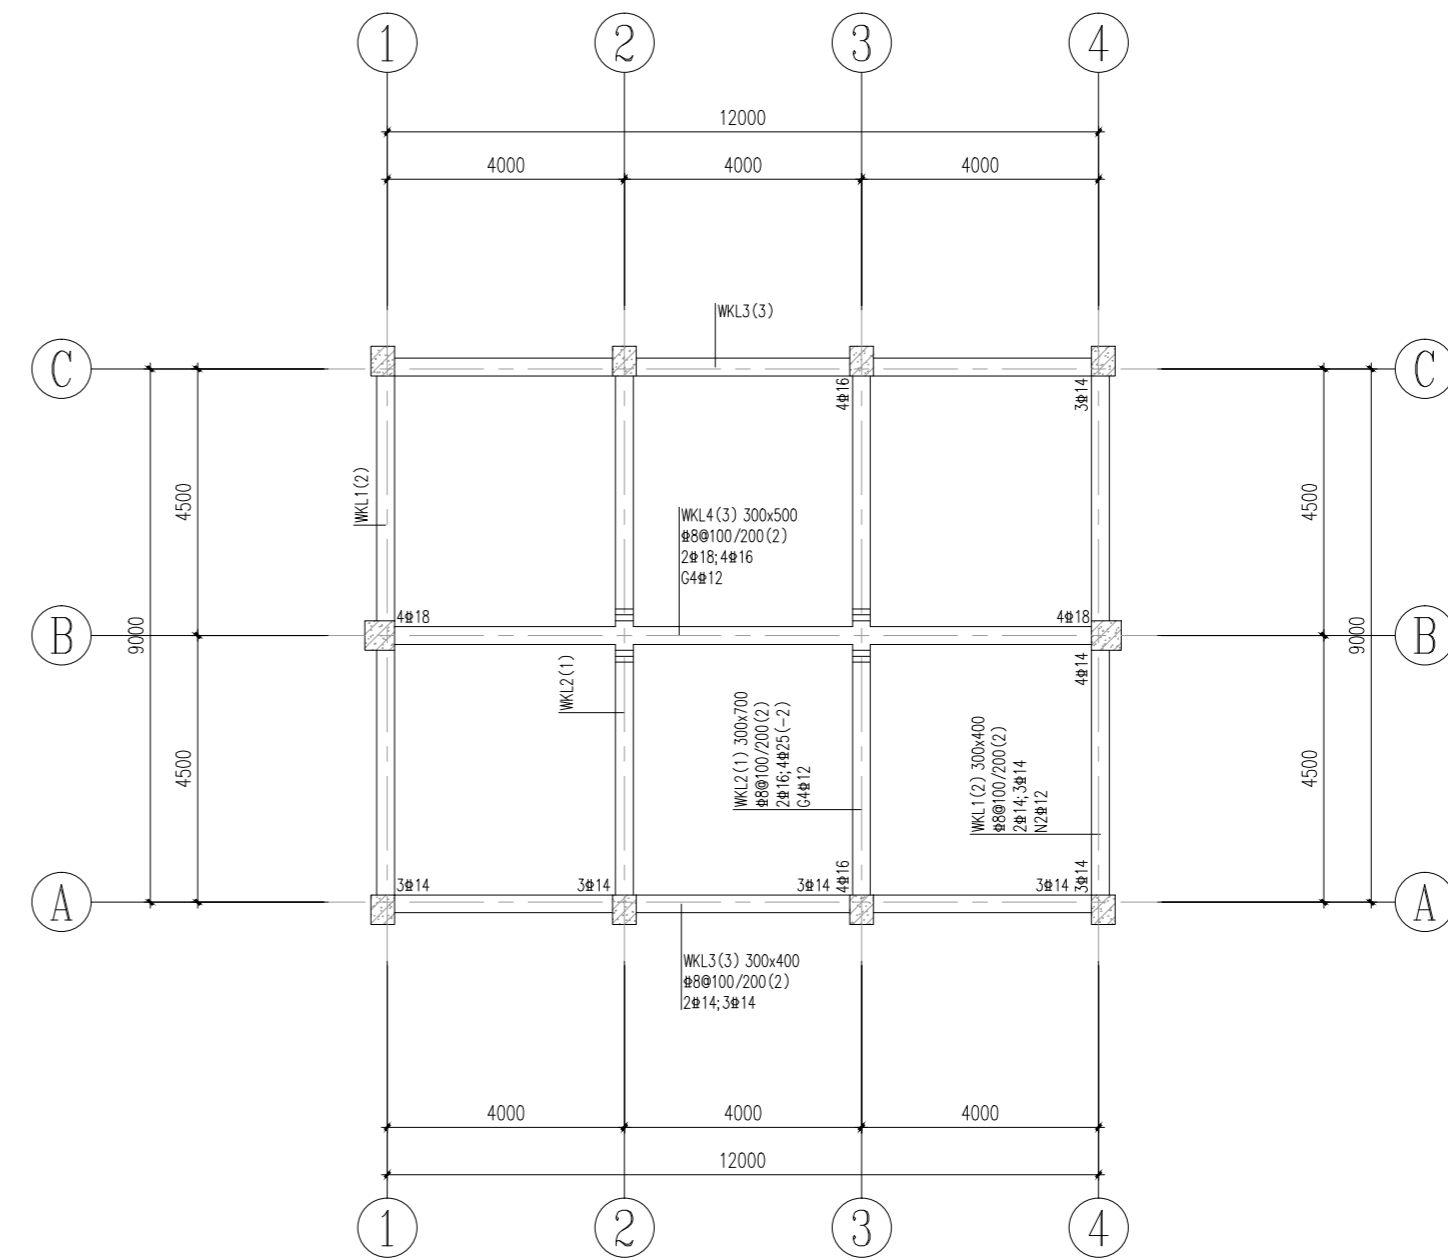 1
2
3
4
12000
4000
4000
4000
WKL3(3)
C
C
4⌀16
3⌀14
4500
9000
4500
WKL1(2)
WKL4(3) 300x500
⌀8@100/200(2)
2⌀18;4⌀16
G4⌀12
4500
9000
4500
B
4⌀18
4⌀18
B
WKL2(1)
4⌀14
WKL2(1) 300x700
⌀8@100/200(2)
2⌀16;4⌀25(-2)
G4⌀12
WKL1(2) 300x400
⌀8@100/200(2)
2⌀14;3⌀14
N2⌀12
A
3⌀14
3⌀14
3⌀14
4⌀16
3⌀14
3⌀14
A
WKL3(3) 300x400
⌀8@100/200(2)
2⌀14;3⌀14
4000
4000
4000
12000
1
2
3
4